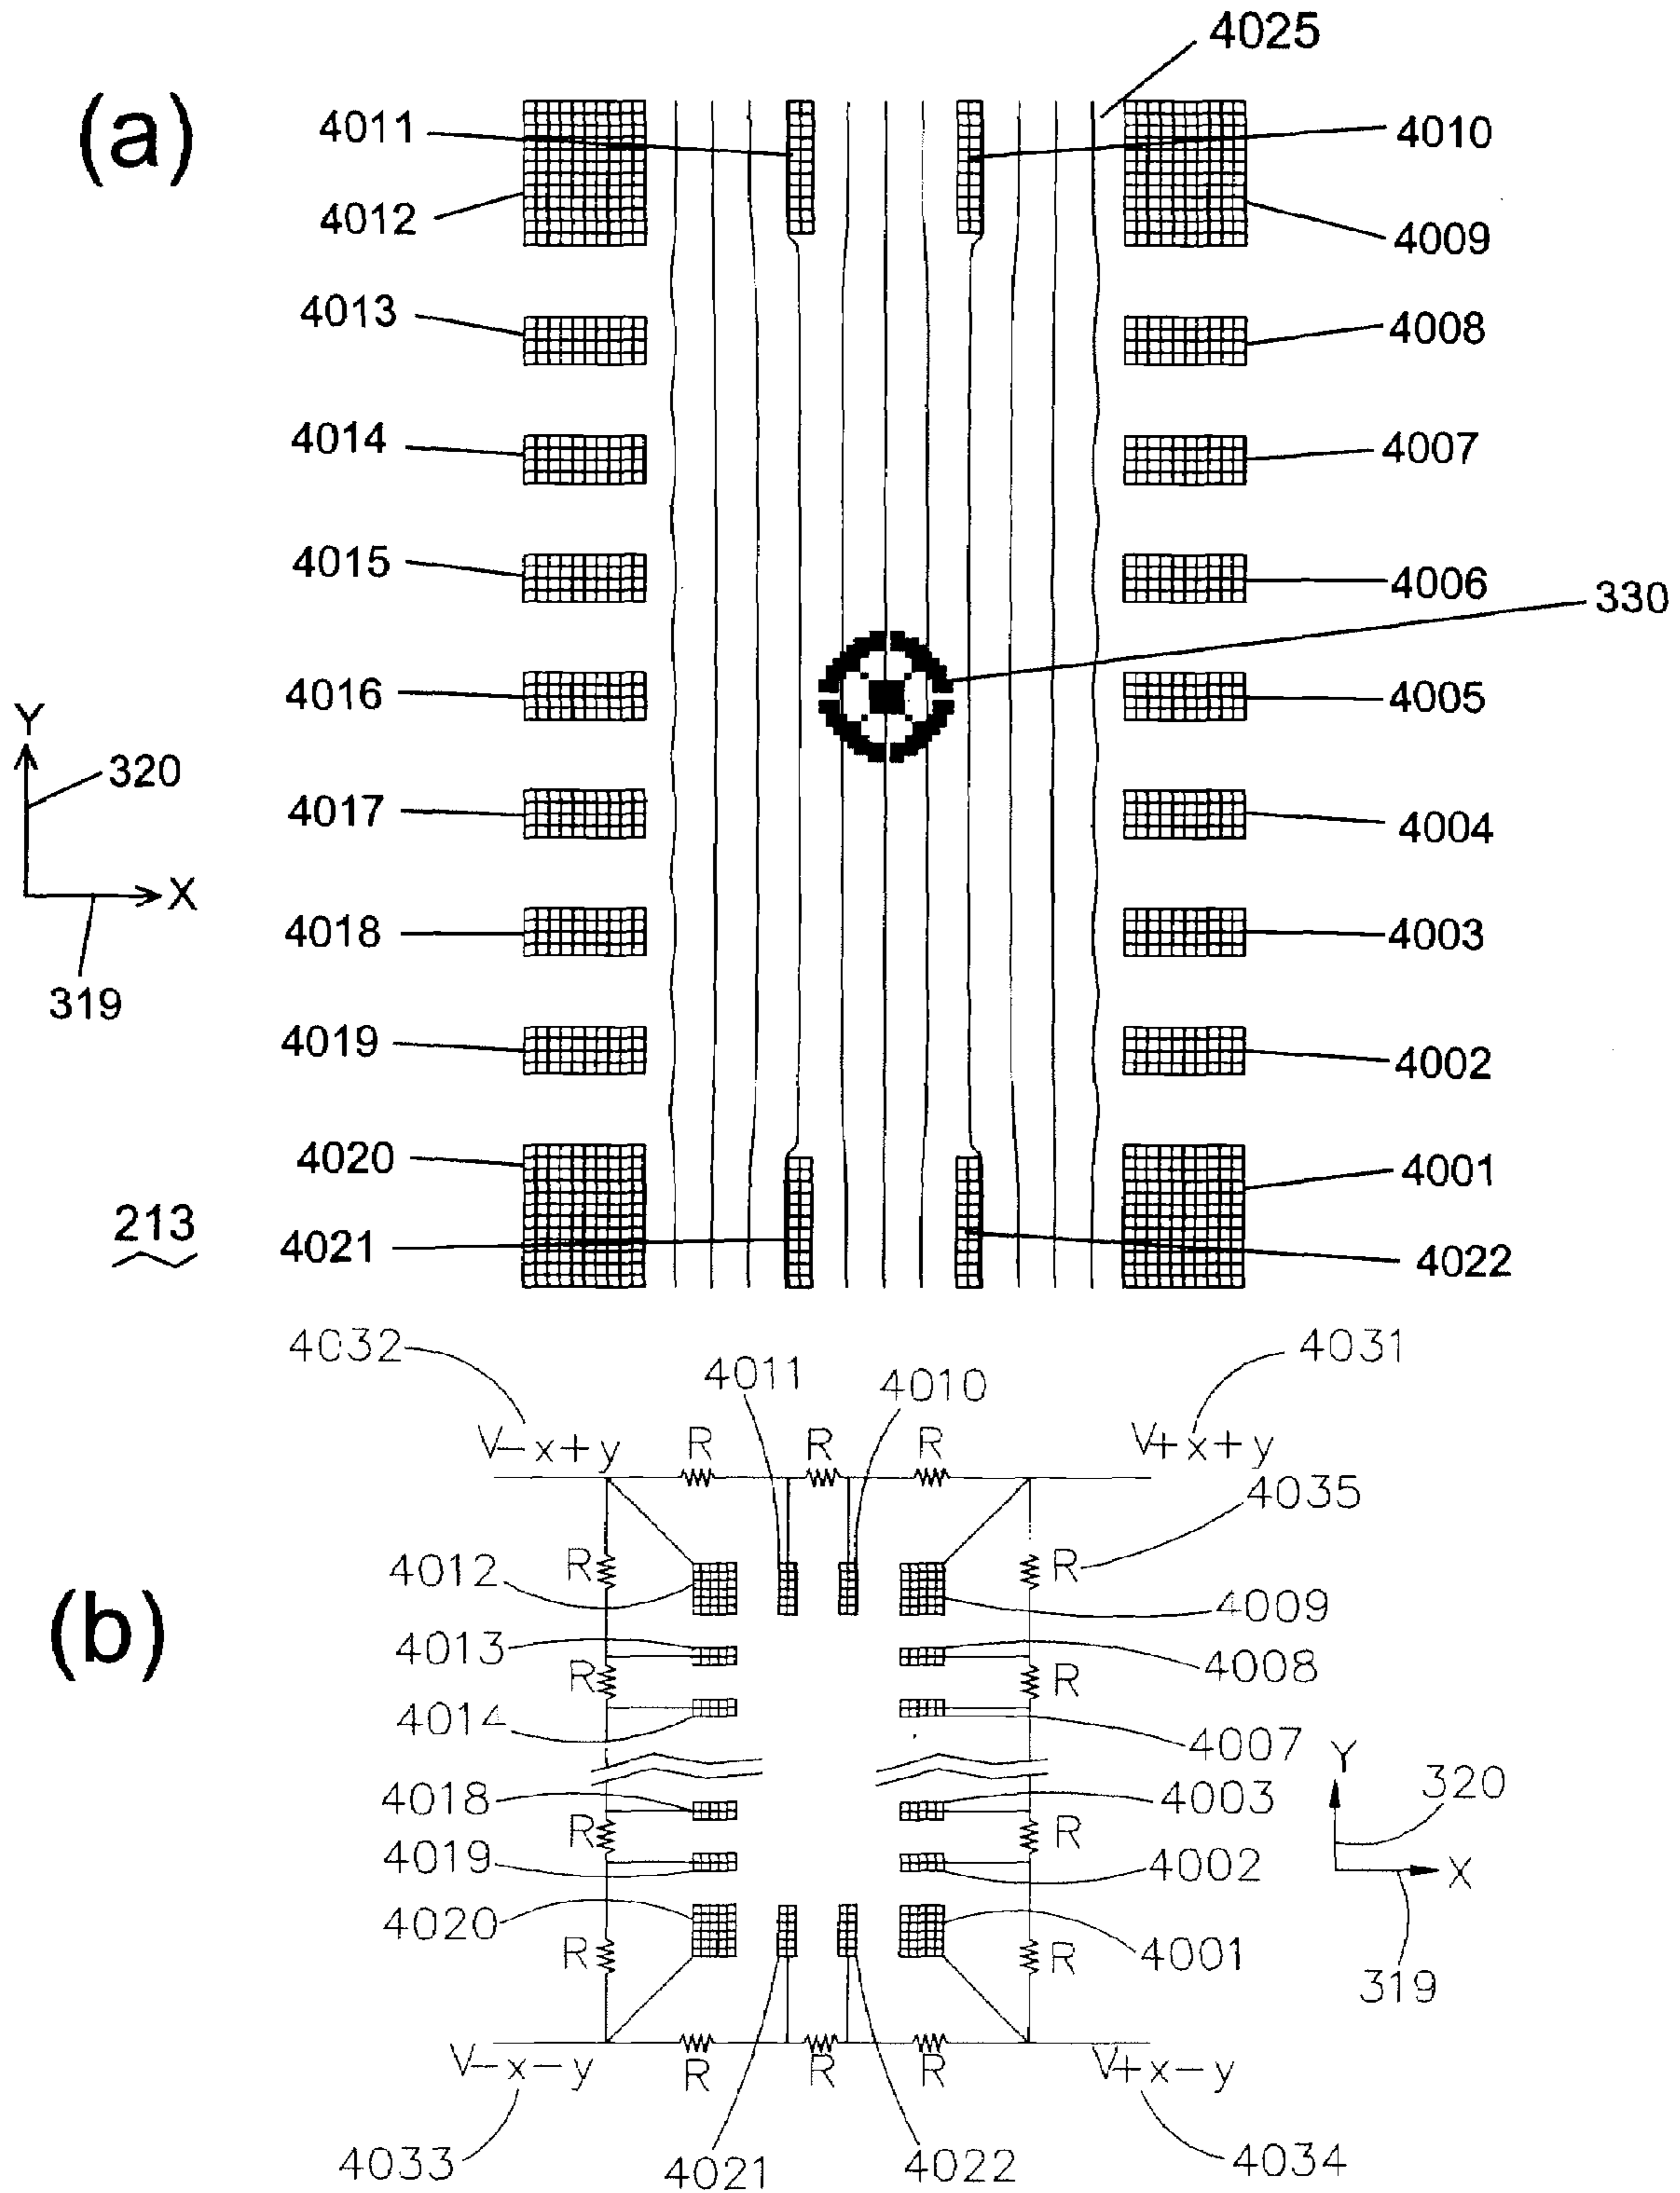 4025
(a)
4011
4010
4012
4009
4013
4008
4014
4007
4015
4006
330
4016
4005
Y
320
4017
4004
X
4018
4003
319
4019
4002
4020
4001
213
4021
4022
4032
4031
4011
4010
V-x+y
R
R
R
V+x+y
4035
4012
R
R
4009
(b)
4013
4008
R
R
4014
4007
Y
4018
4003
320
R
R
4019
4002
X
4020
4001
R
R
319
V-x-y
R
R
R
V+x-y
4033
4021
4022
4034